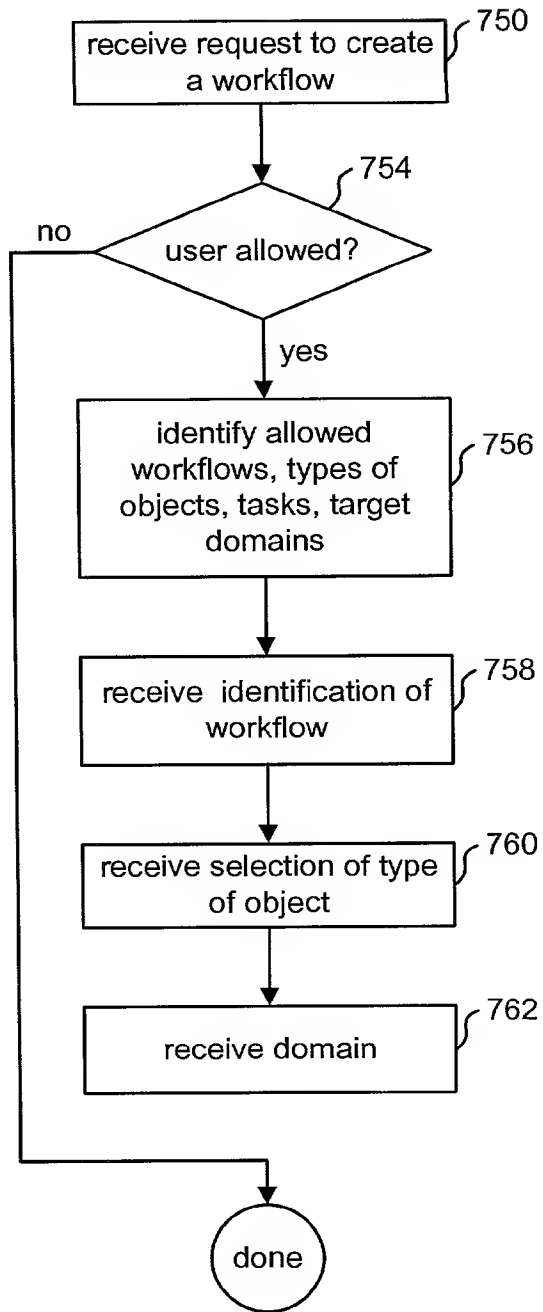 receive request to create
a workflow
750
754
no
user allowed?
yes
identify allowed
workflows, types of
objects, tasks, target
domains
756
receive identification of
workflow
758
receive selection of type
of object
760
receive domain
762
done